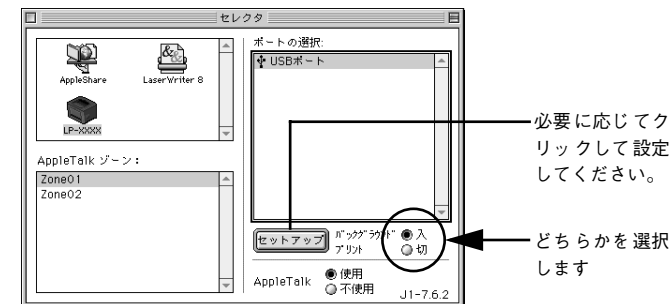 セレクタ
AppleShare
LaserWriter 8
LP-XXXX
AppleTalk ゾーン：
Zone01
Zone02
ポートの選択:
USBポート
セットアップ
ﾊﾞｯｸｸﾞﾗｳﾝﾄﾞ
ﾌﾟﾘﾝﾄ
入
切
AppleTalk
使用
不使用
J1-7.6.2
必要に応じてク
リックして設定
してください。
どちらかを選択
します